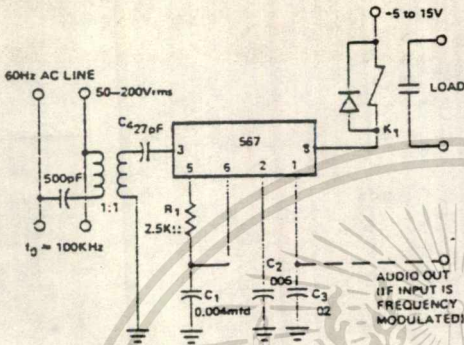 +5 to 15V
60Hz AC LINE
50–200Vrms
LOAD
C4 27pF
567
3
8
K1
500pF
5
6
2
1
1:1
R1
2.5KΩ
f0 ≈ 100KHz
C2
.006
AUDIO OUT
(IF INPUT IS
FREQUENCY
MODULATED)
C1
0.004mfd
C3
.02